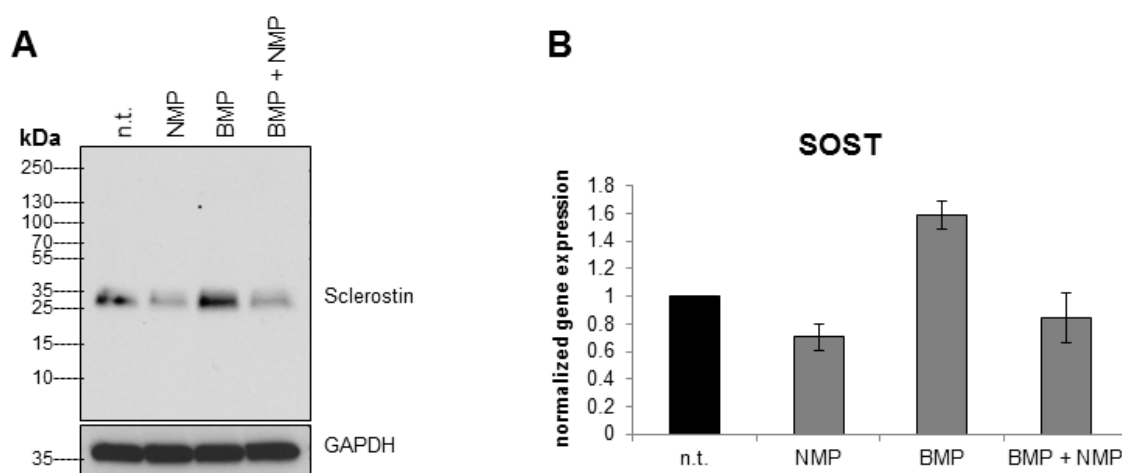 A
n.t.
NMP
BMP
BMP + NMP
kDa
250
130
100
70
55
35
25
15
10
Sclerostin
35
GAPDH
B
SOST
normalized gene expression
1.8
1.6
1.4
1.2
1
0.8
0.6
0.4
0.2
0
n.t.
NMP
BMP
BMP + NMP